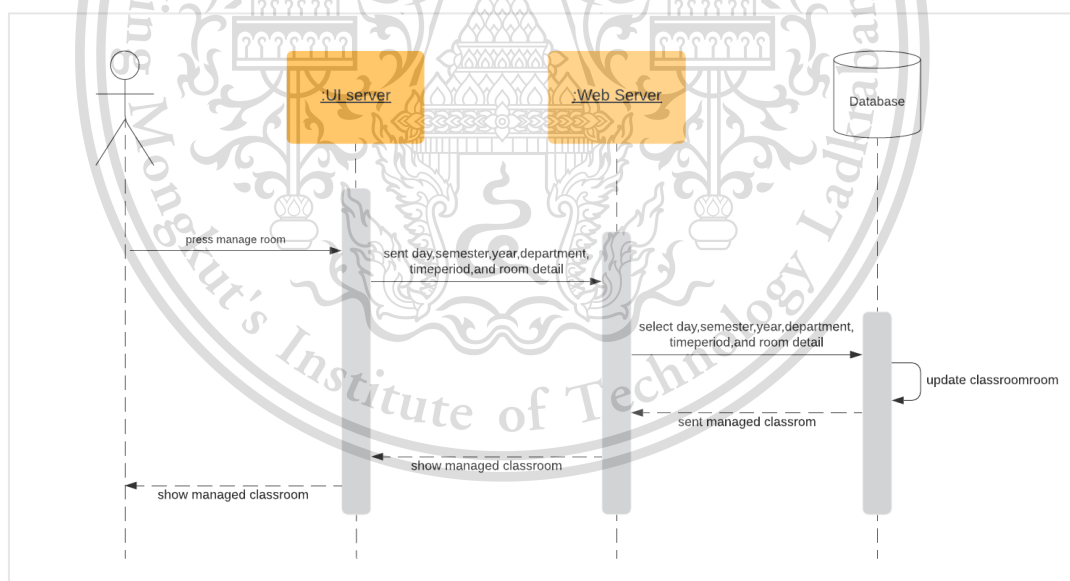 :UI server
:Web Server
Database
press manage room
sent day,semester,year,department,
timeperiod,and room detail
select day,semester,year,department,
timeperiod,and room detail
update classroomroom
sent managed classrom
show managed classroom
show managed classroom
Mongkut's Institute of Technology Ladkrabang